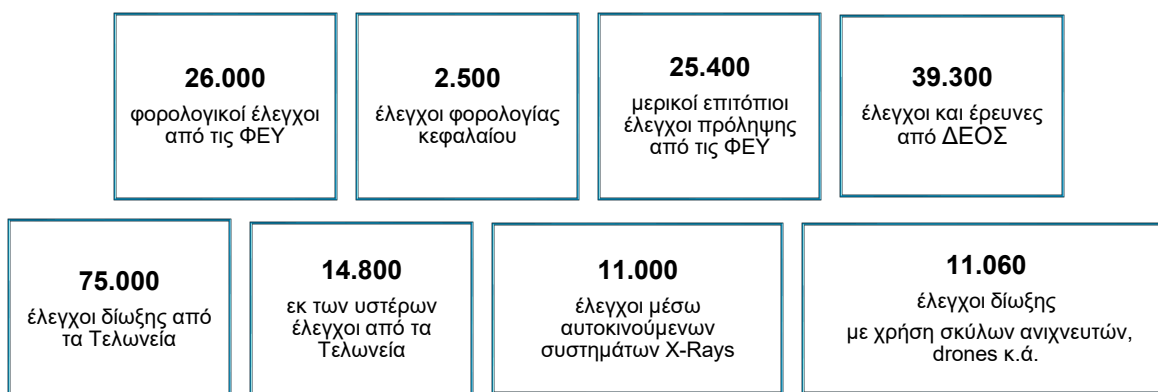 26.000
φορολογικοί έλεγχοι
από τις ΦΕΥ
2.500
έλεγχοι φορολογίας
κεφαλαίου
25.400
μερικοί επιτόπιοι
έλεγχοι πρόληψης
από τις ΦΕΥ
39.300
έλεγχοι και έρευνες
από ΔΕΟΣ
75.000
έλεγχοι δίωξης από
τα Τελωνεία
14.800
εκ των υστέρων
έλεγχοι από τα
Τελωνεία
11.000
έλεγχοι μέσω
αυτοκινούμενων
συστημάτων X-Rays
11.060
έλεγχοι δίωξης
με χρήση σκύλων ανιχνευτών,
drones κ.ά.